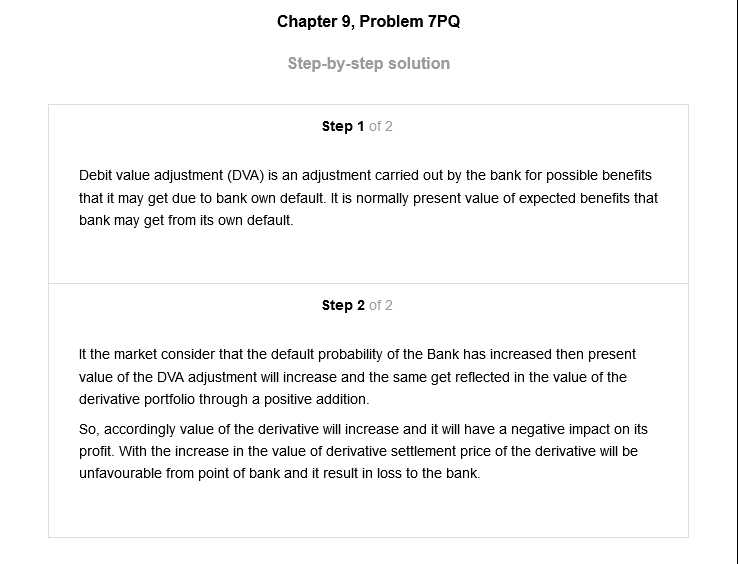 Chapter 9, Problem 7PQ
Step-by-step solution
Step 1 of 2
Debit value adjustment (DVA) is an adjustment carried out by the bank for possible benefits
that it may get due to bank own default. It is normally present value of expected benefits that
bank may get from its own default.
Step 2 of 2
It the market consider that the default probability of the Bank has increased then present
value of the DVA adjustment will increase and the same get reflected in the value of the
derivative portfolio through a positive addition.
So, accordingly value of the derivative will increase and it will have a negative impact on its
profit. With the increase in the value of derivative settlement price of the derivative will be
unfavourable from point of bank and it result in loss to the bank.